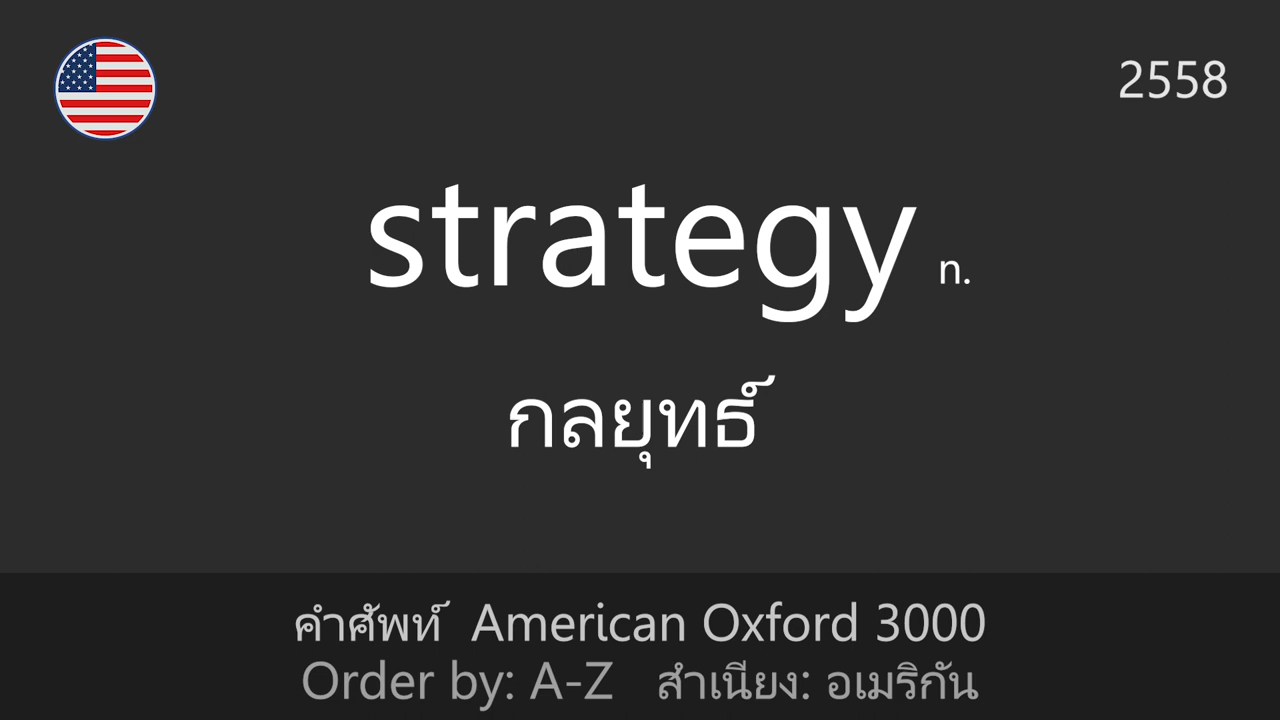 2558
strategy n.
กลยุทธ์
คำศัพท์ American Oxford 3000
Order by: A-Z สำเนียง: อเมริกัน